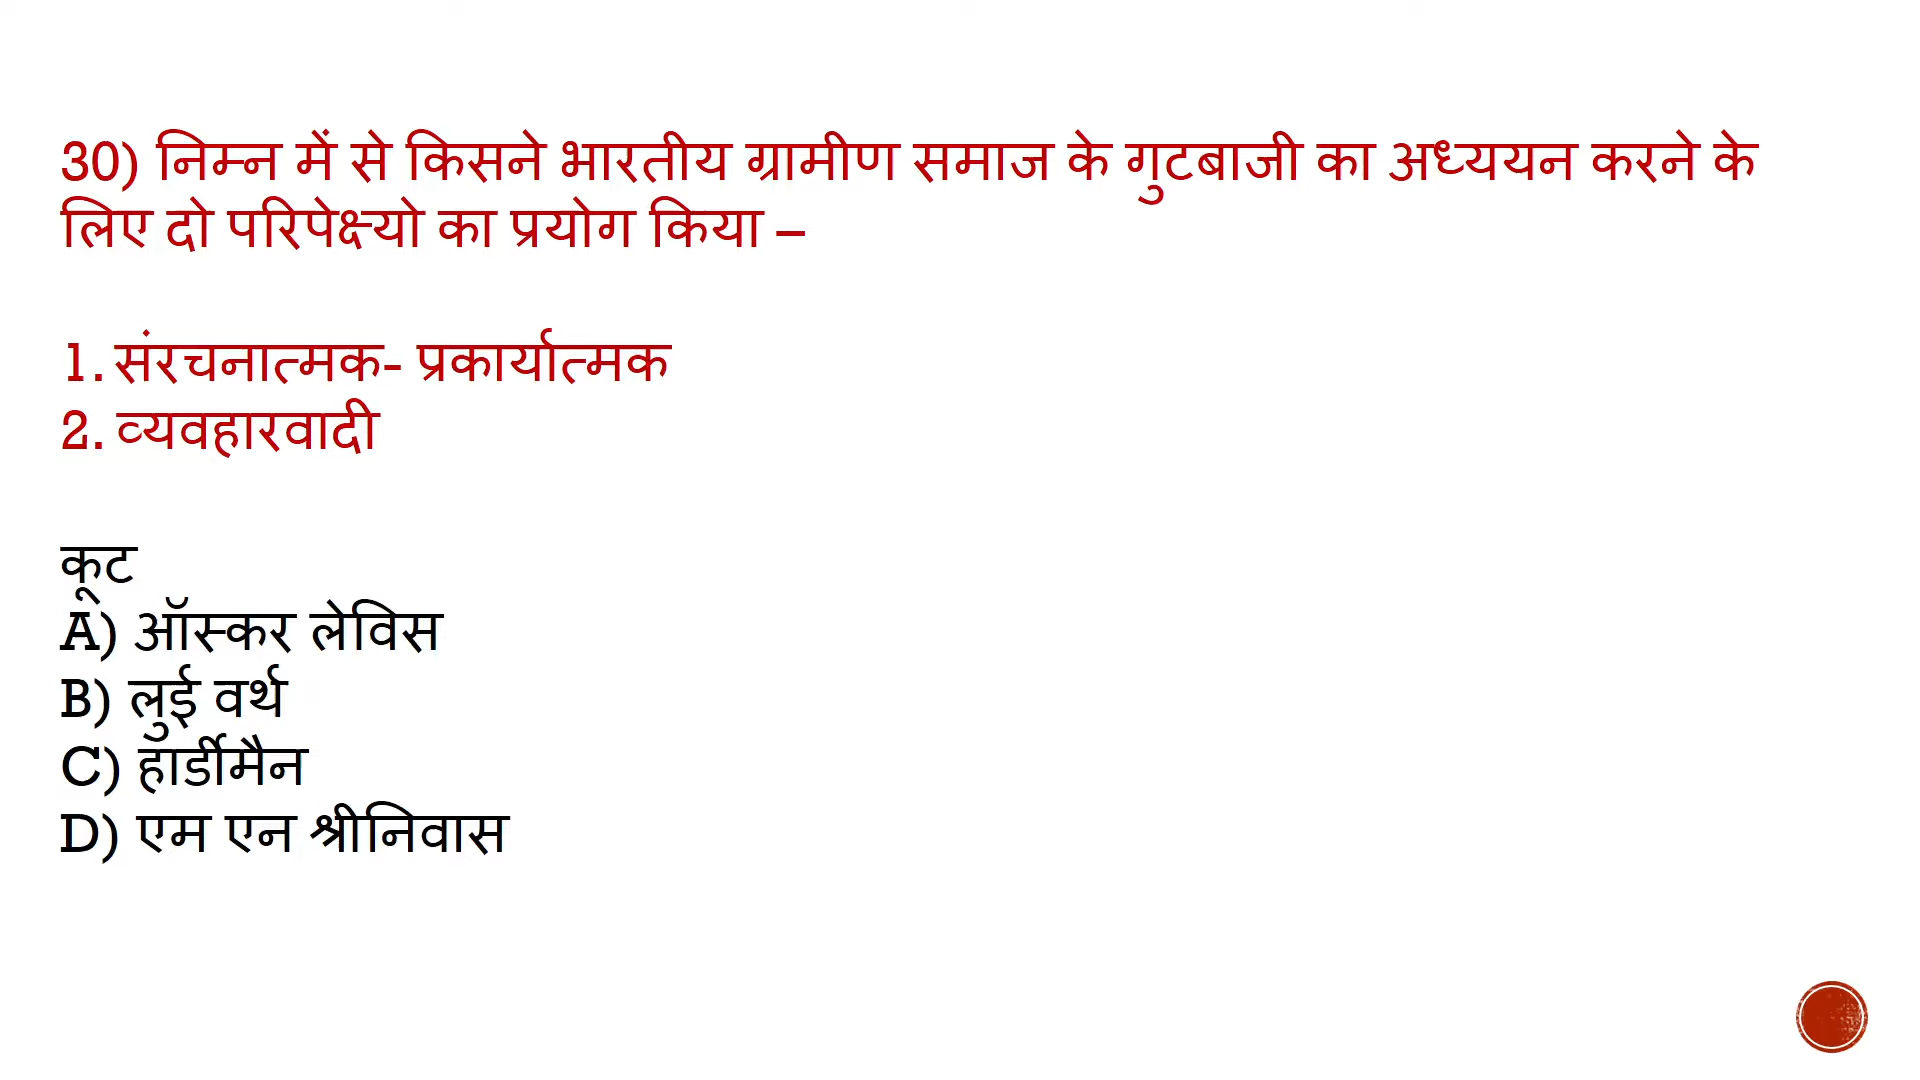 30) निम्न में से किसने भारतीय ग्रामीण समाज के गुटबाजी का अध्ययन करने के
लिए दो परिपेक्ष्यो का प्रयोग किया –
1. संरचनात्मक- प्रकार्यात्मक
2. व्यवहारवादी
कूट
A) ऑस्कर लेविस
B) लुई वर्थ
C) हार्डीमैन
D) एम एन श्रीनिवास